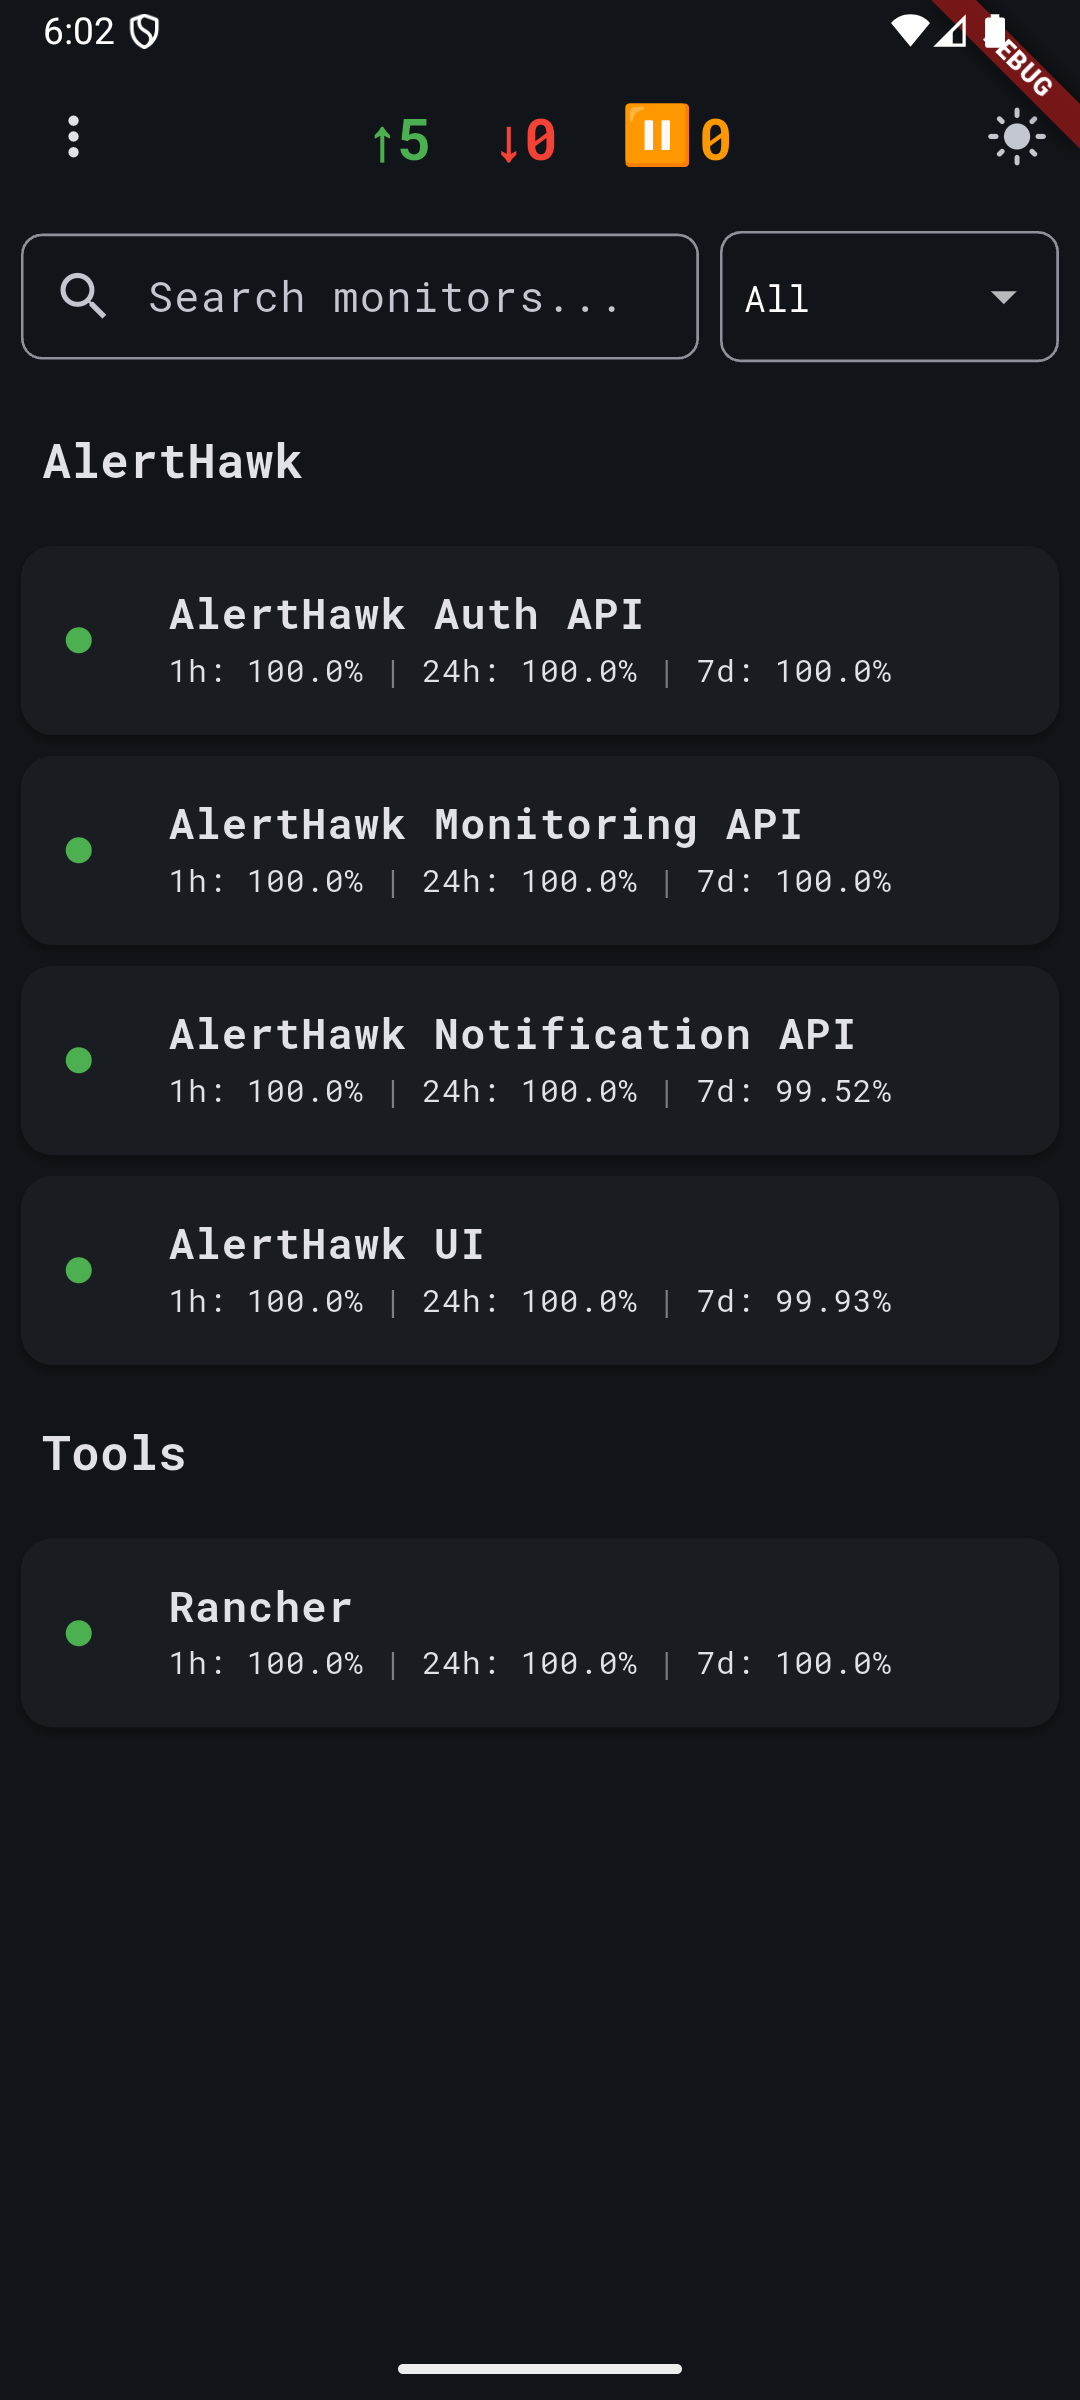 6:02
EBUG
↑5 ↓0 ⏸0
Search monitors...
All
AlertHawk
AlertHawk Auth API
1h: 100.0% | 24h: 100.0% | 7d: 100.0%
AlertHawk Monitoring API
1h: 100.0% | 24h: 100.0% | 7d: 100.0%
AlertHawk Notification API
1h: 100.0% | 24h: 100.0% | 7d: 99.52%
AlertHawk UI
1h: 100.0% | 24h: 100.0% | 7d: 99.93%
Tools
Rancher
1h: 100.0% | 24h: 100.0% | 7d: 100.0%